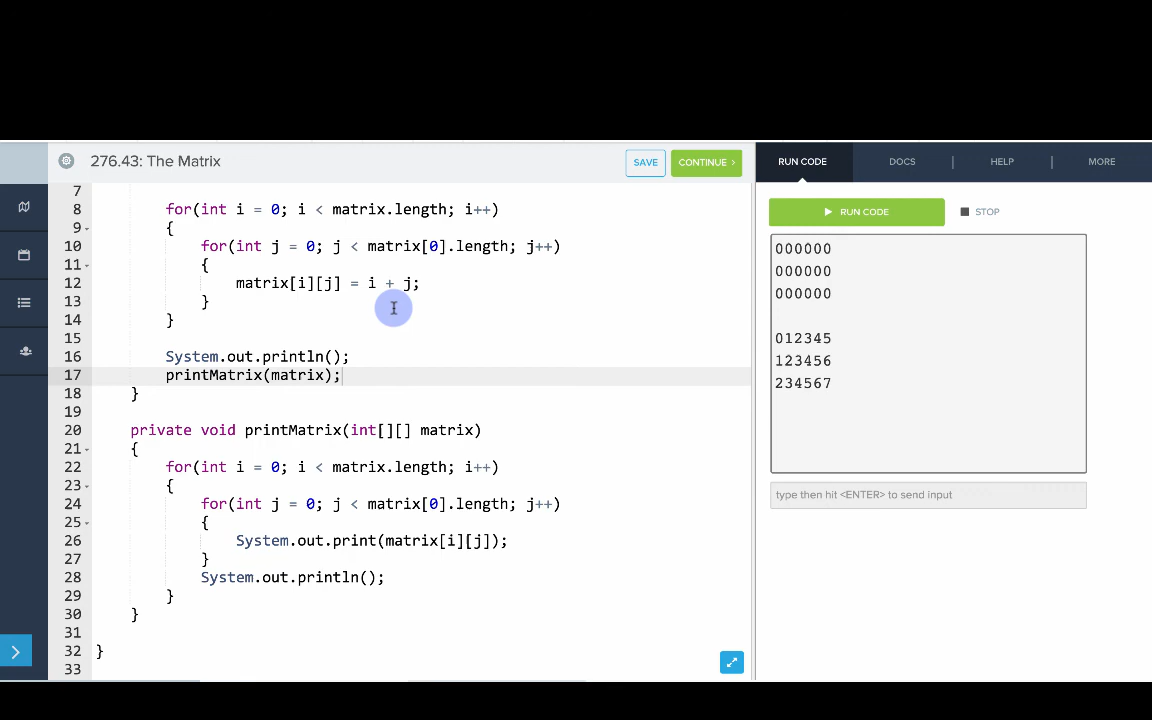 276.43: The Matrix
SAVE
CONTINUE >
RUN CODE
DOCS
HELP
MORE
7
8 for(int i = 0; i < matrix.length; i++)
9 {
10 for(int j = 0; j < matrix[0].length; j++)
11 {
12 matrix[i][j] = i + j;
13 }
14 }
15
16 System.out.println();
17 printMatrix(matrix);
18 }
19
20 private void printMatrix(int[][] matrix)
21 {
22 for(int i = 0; i < matrix.length; i++)
23 {
24 for(int j = 0; j < matrix[0].length; j++)
25 {
26 System.out.print(matrix[i][j]);
27 }
28 System.out.println();
29 }
30 }
31
32 }
33
RUN CODE
STOP
000000
000000
000000
012345
123456
234567
type then hit <ENTER> to send input